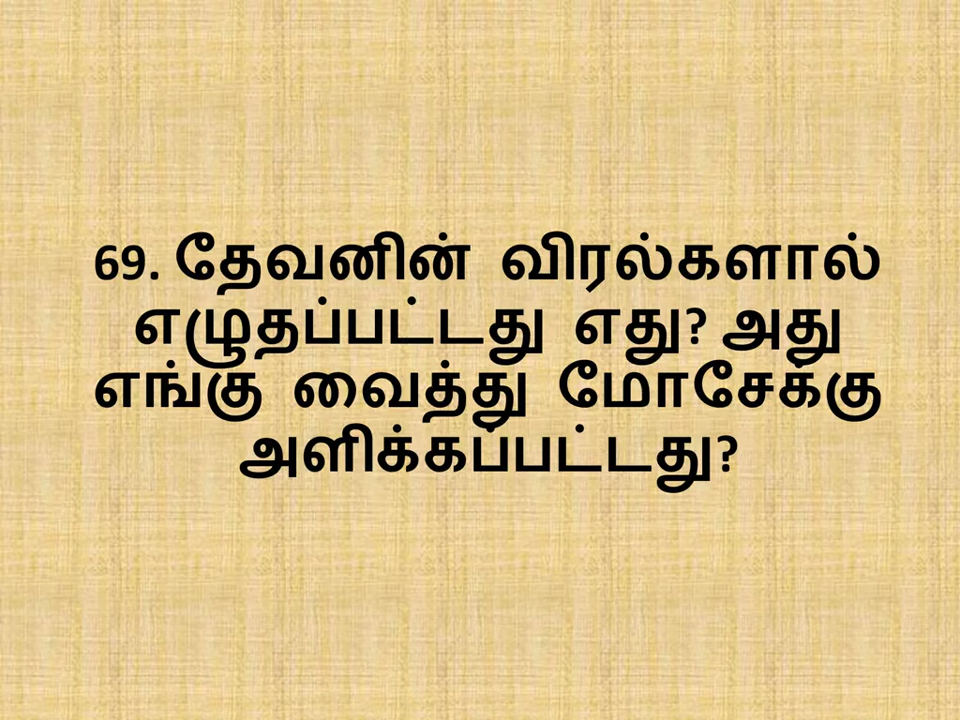 69. தேவனின் விரல்களால்
எழுதப்பட்டது எது? அது
எங்கு வைத்து மோசேக்கு
அளிக்கப்பட்டது?